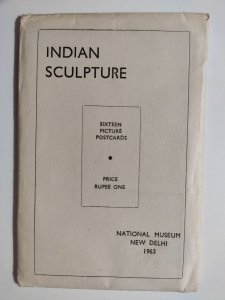 INDIAN
SCULPTURE
SIXTEEN
PICTURE
POSTCARDS
•
PRICE
RUPEE ONE
NATIONAL MUSEUM
NEW DELHI
1963